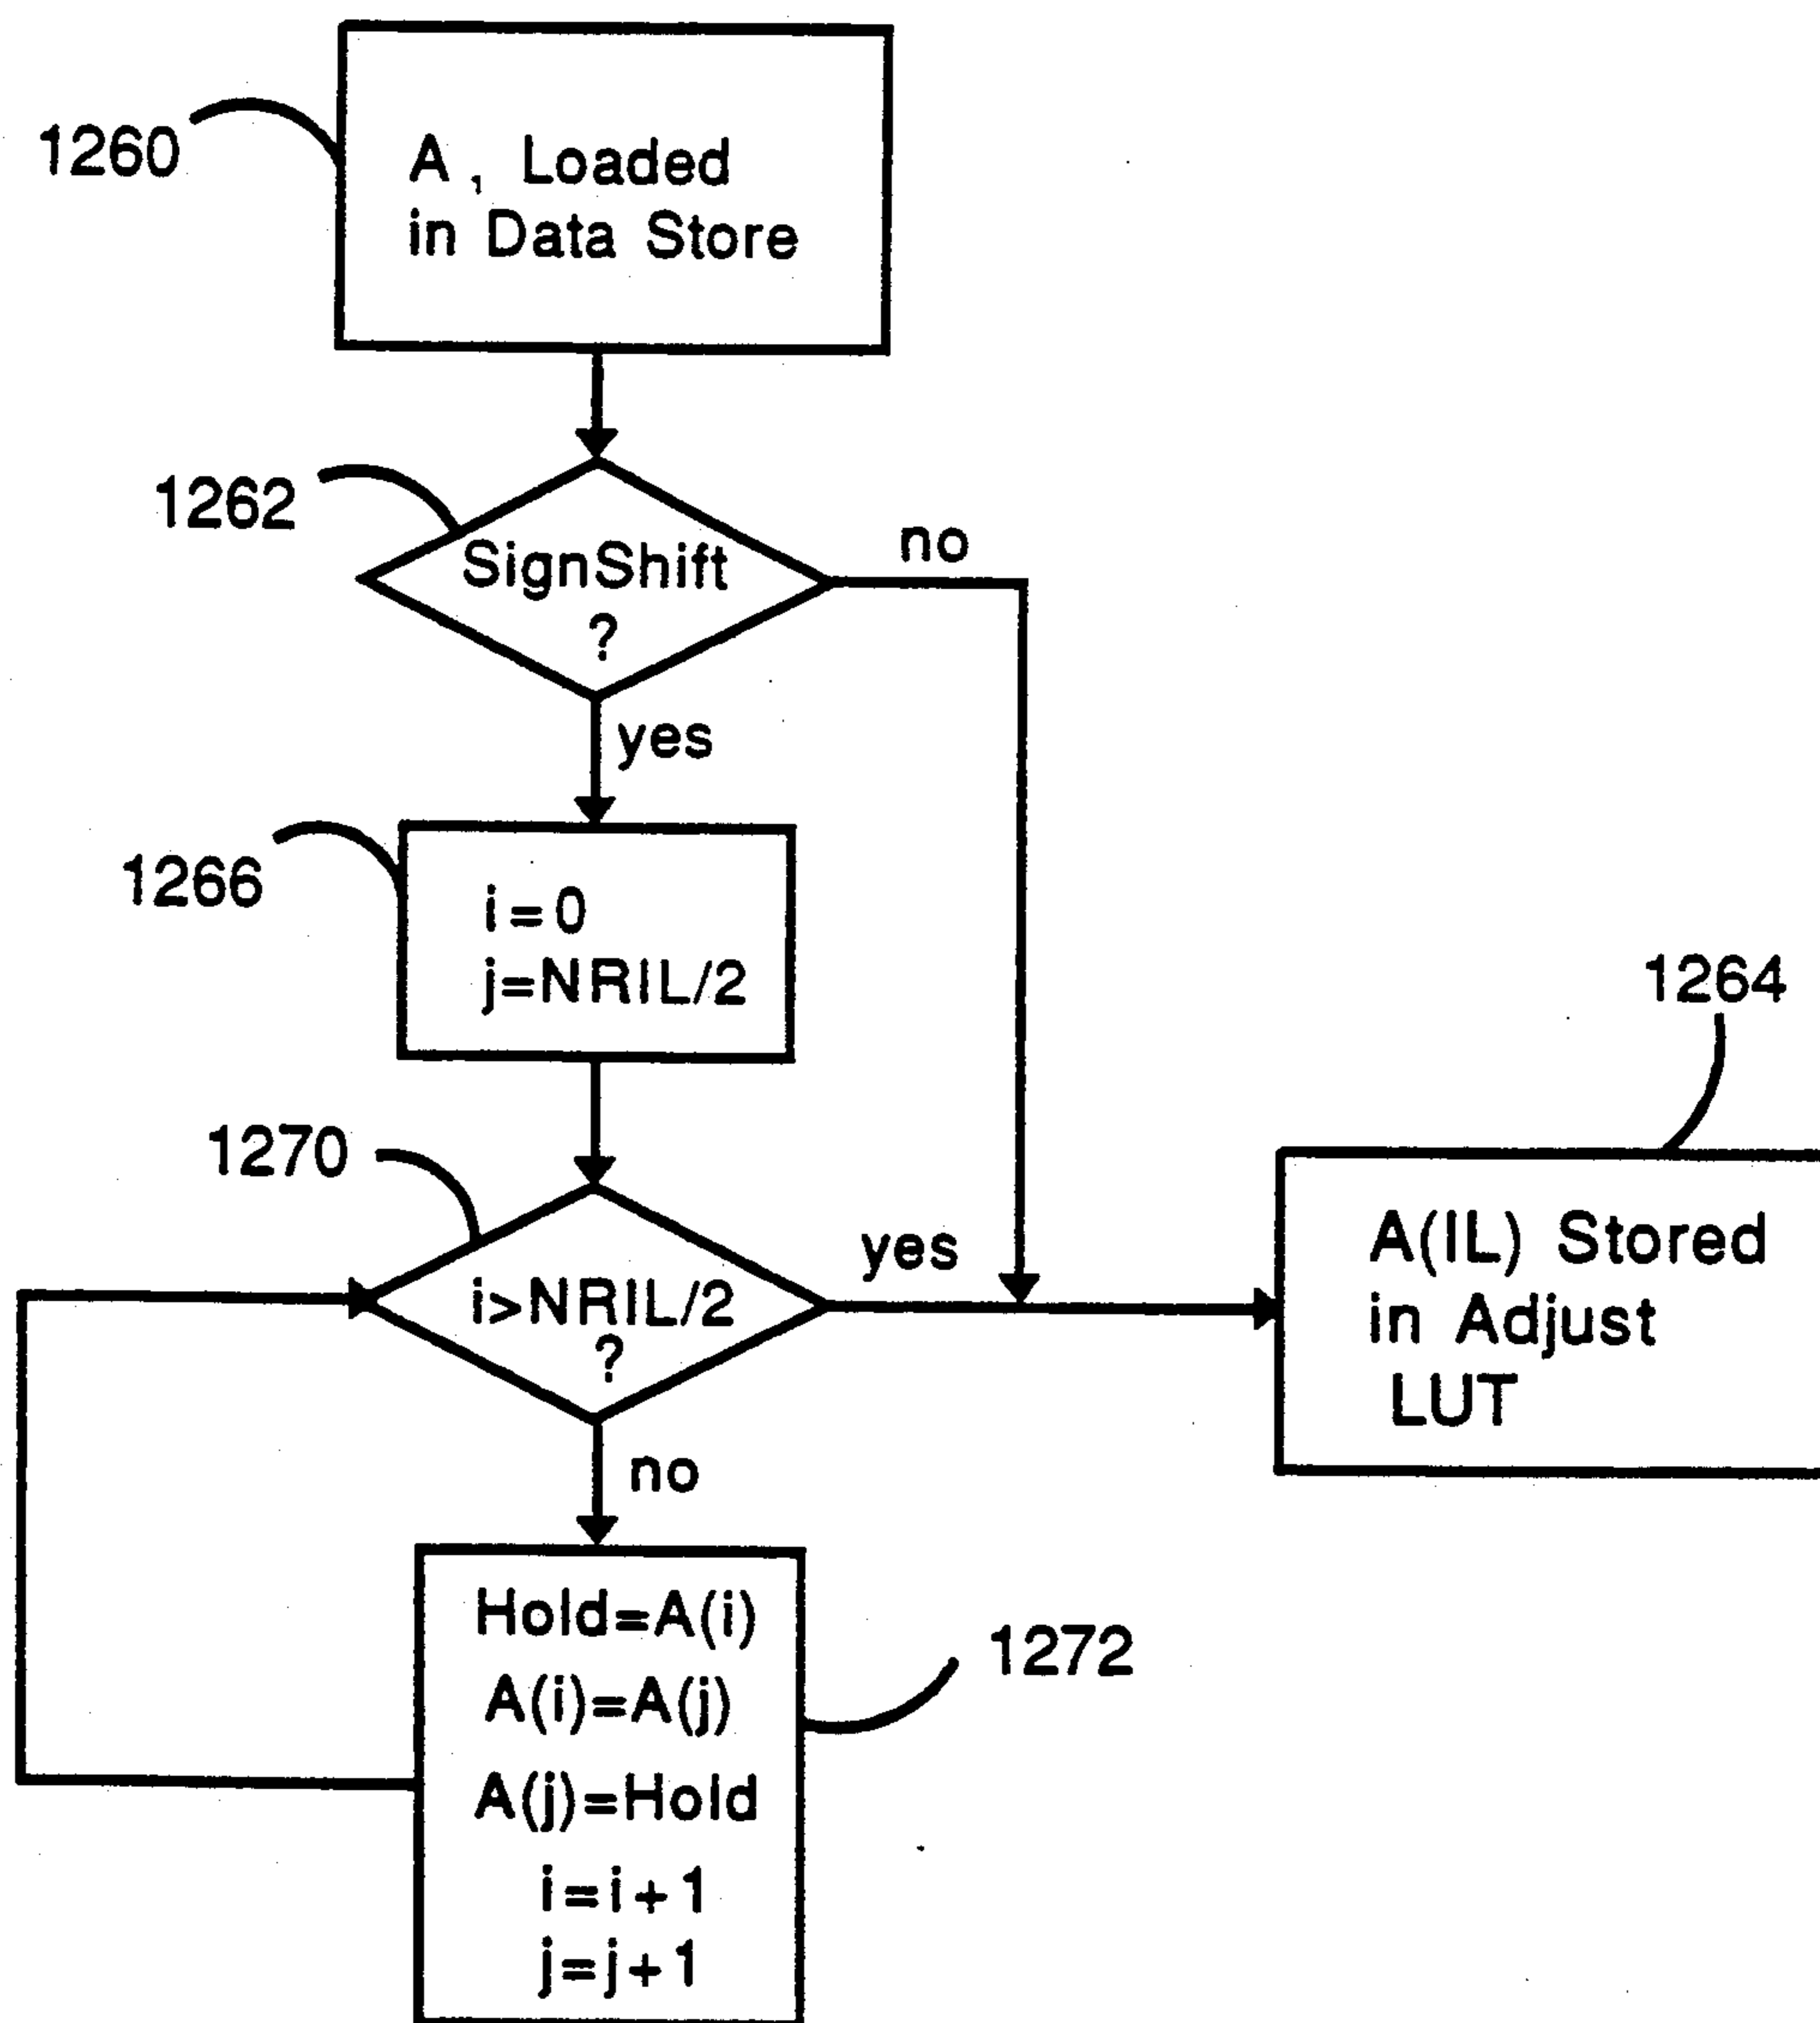 1260
A, Loaded
in Data Store
1262
SignShift
?
no
yes
1266
i=0
j=NRIL/2
1264
1270
i>NRIL/2
?
yes
no
A(IL) Stored
in Adjust
LUT
Hold=A(i)
A(i)=A(j)
A(j)=Hold
i=i+1
j=j+1
1272